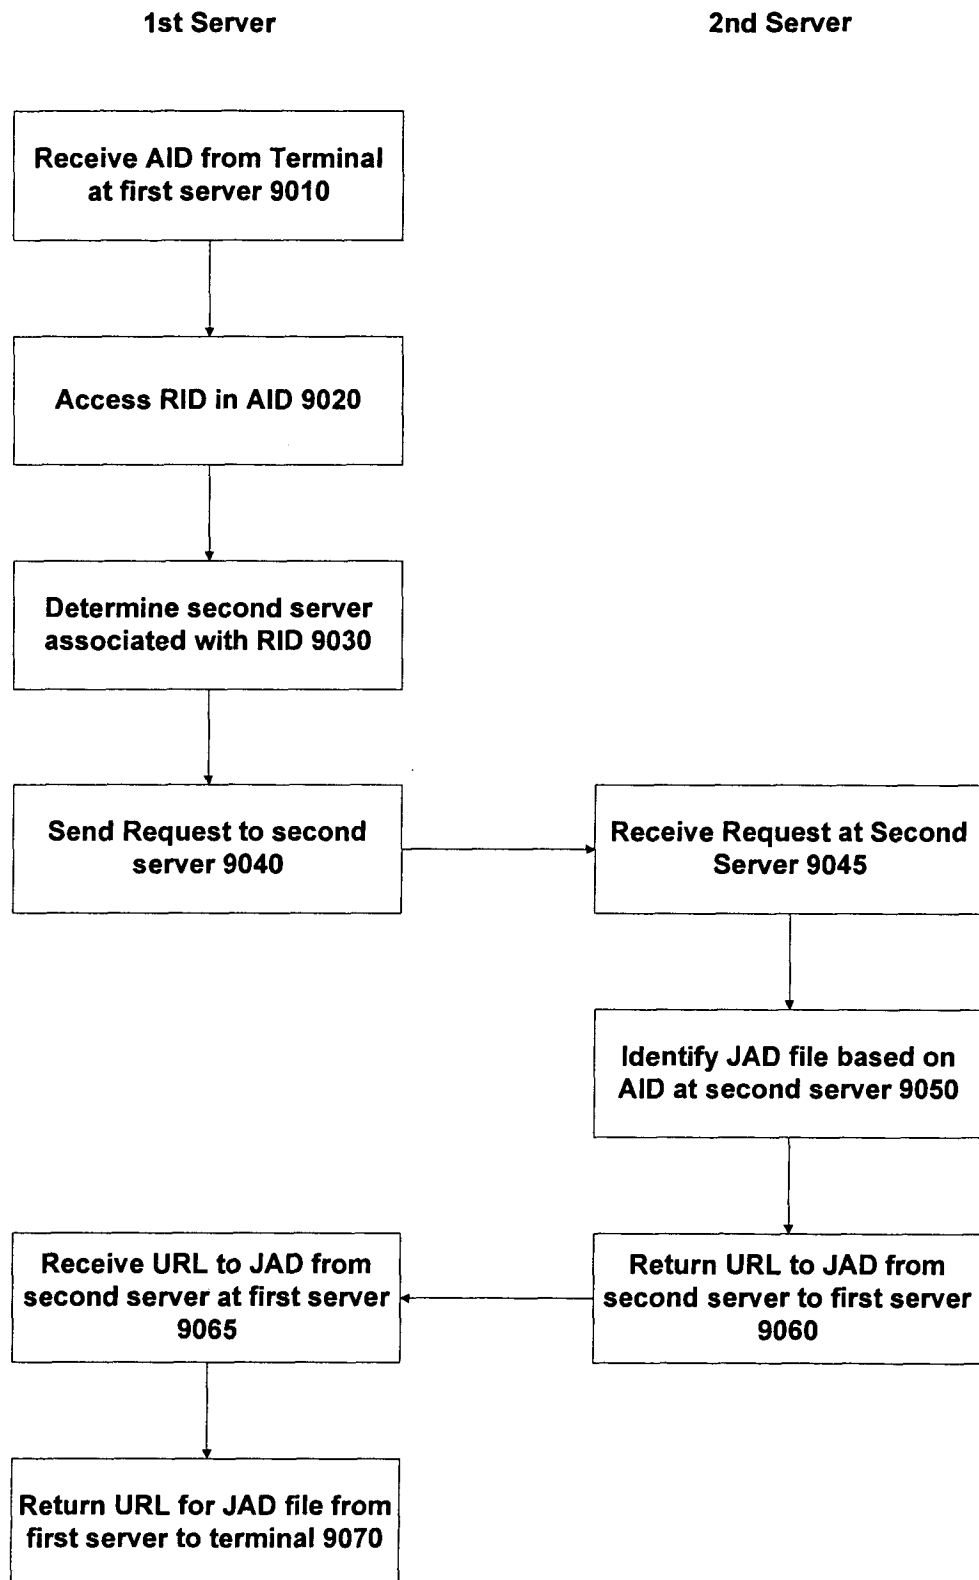 1st Server
2nd Server
Receive AID from Terminal
at first server 9010
Access RID in AID 9020
Determine second server
associated with RID 9030
Send Request to second
server 9040
Receive Request at Second
Server 9045
Identify JAD file based on
AID at second server 9050
Return URL to JAD from
second server to first server
9060
Receive URL to JAD from
second server at first server
9065
Return URL for JAD file from
first server to terminal 9070